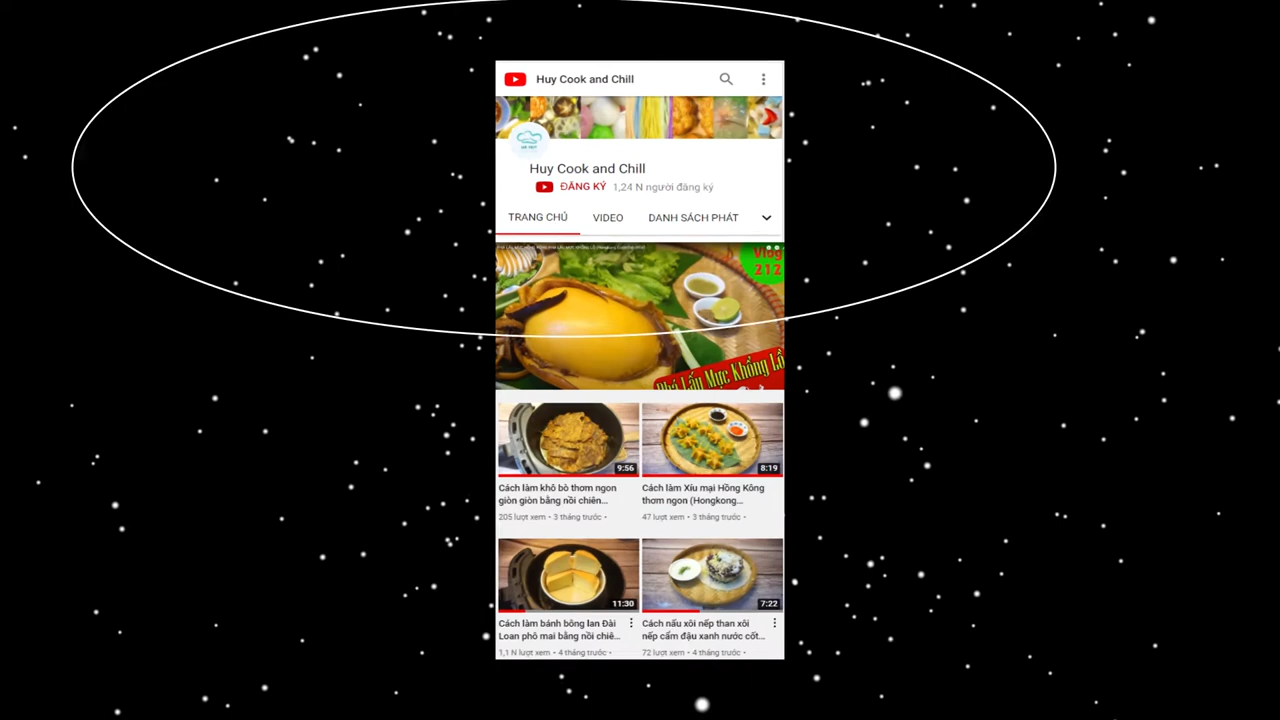 Huy Cook and Chill
Huy Cook and Chill
ĐĂNG KÝ 1,24 N người đăng ký
TRANG CHỦ VIDEO DANH SÁCH PHÁT
Vlog
212
Phá Lấu Mực Khổng Lồ
9:56
8:19
Cách làm khô bò thơm ngon
giòn giòn bằng nồi chiên...
205 lượt xem • 3 tháng trước •
Cách làm Xíu mại Hồng Kông
thơm ngon (Hongkong...
47 lượt xem • 3 tháng trước •
11:30
7:22
Cách làm bánh bông lan Đài
Loan phô mai bằng nồi chiê...
1,1 N lượt xem • 4 tháng trước •
Cách nấu xôi nếp than xôi
nếp cẩm đậu xanh nước cốt...
72 lượt xem • 4 tháng trước •